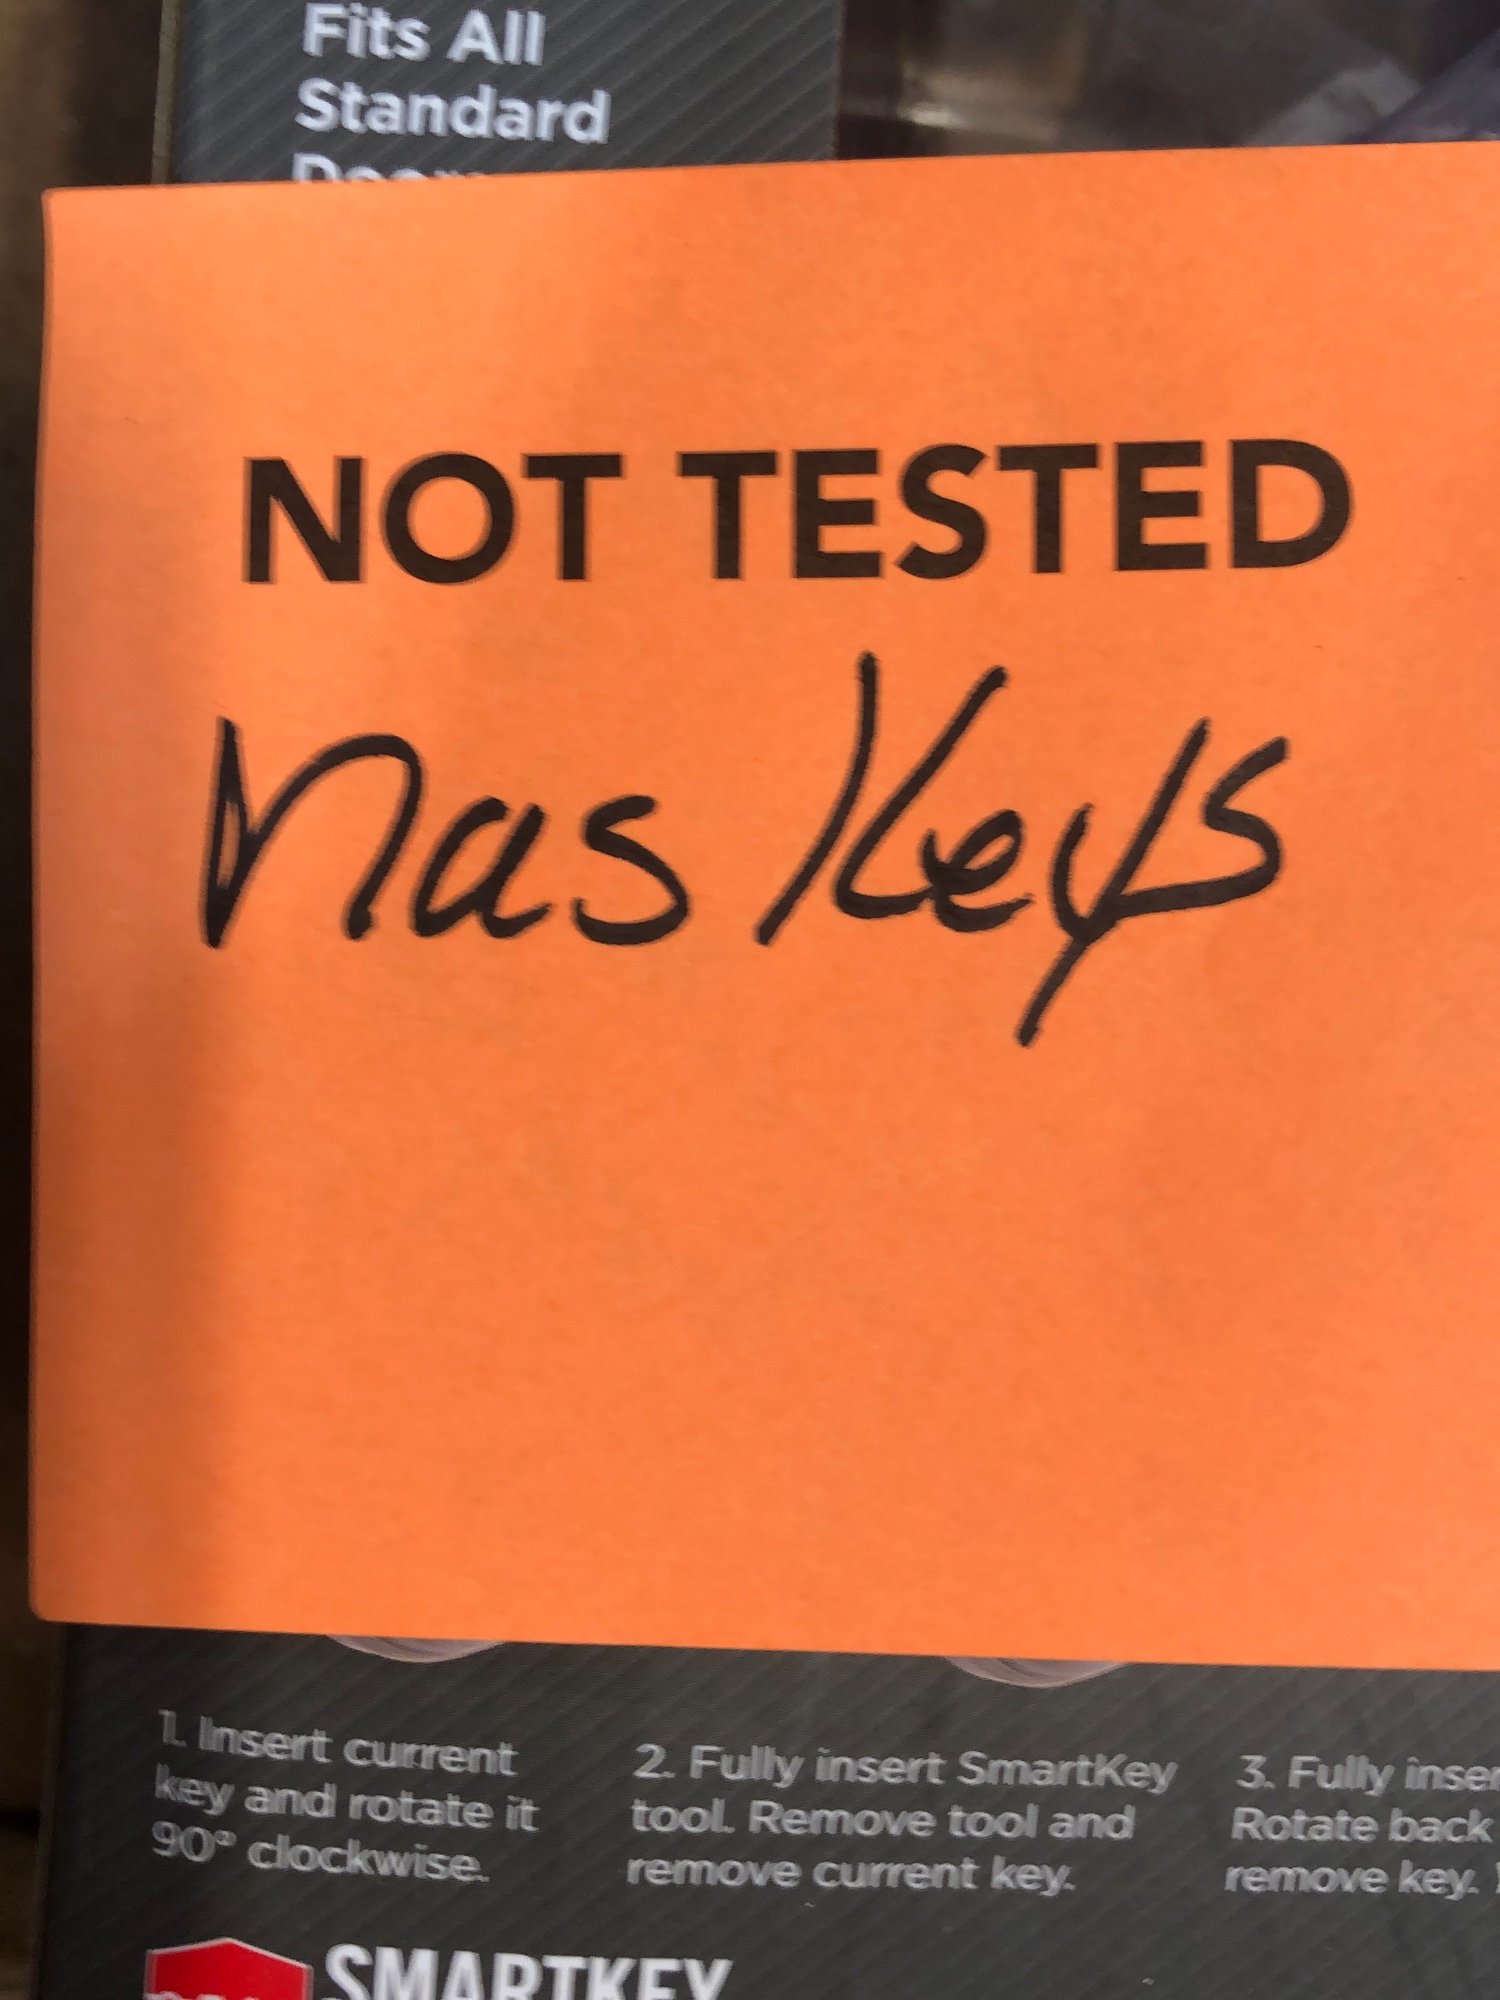 Fits All
Standard
NOT TESTED
Has Keys
1. Insert current
key and rotate it
90° clockwise.
2. Fully insert SmartKey
tool. Remove tool and
remove current key.
3. Fully inser
Rotate back
remove key.
SMARTKEY